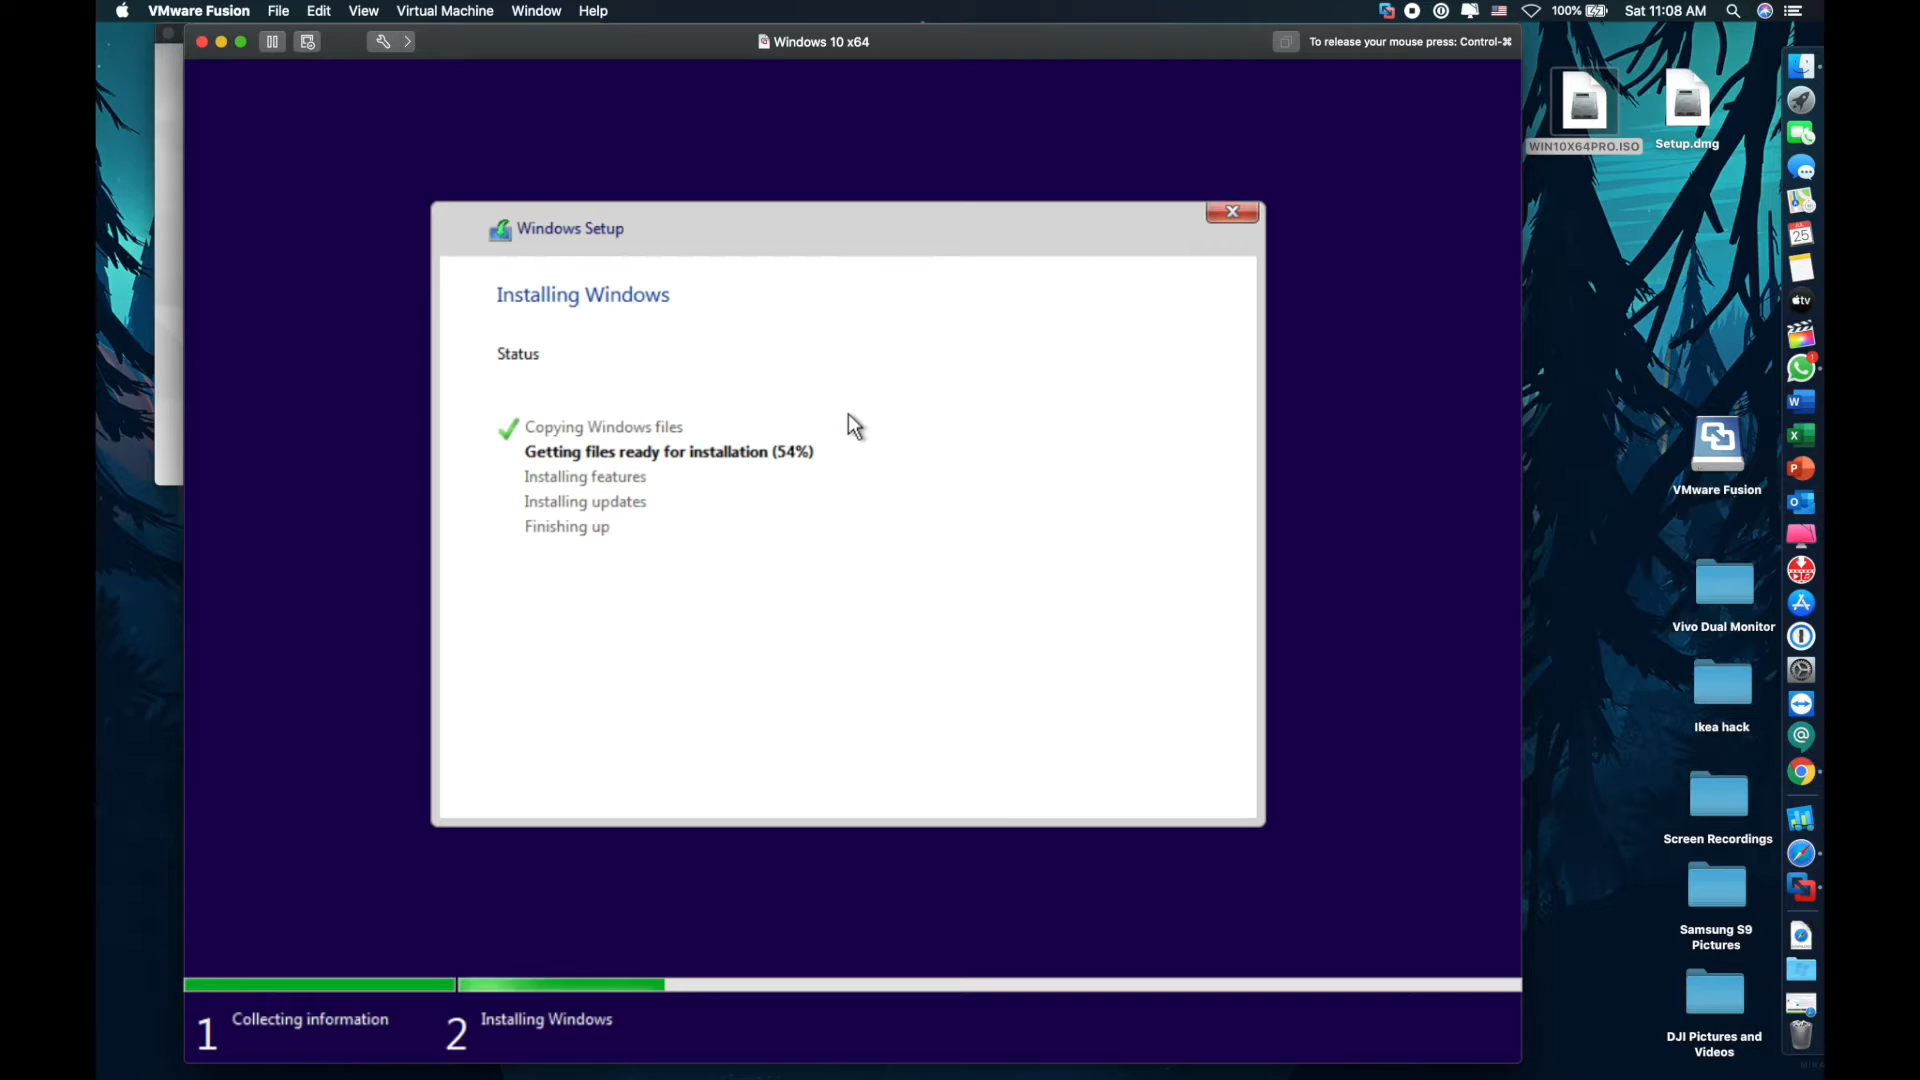 VMware Fusion File Edit View Virtual Machine Window Help 100% Sat 11:08 AM
Windows 10 x64
To release your mouse press: Control-⌘
WIN10X64PRO.ISO
Setup.dmg
Windows Setup
Installing Windows
Status
Copying Windows files
Getting files ready for installation (54%)
Installing features
Installing updates
Finishing up
1 Collecting information
2 Installing Windows
VMware Fusion
Vivo Dual Monitor
Ikea hack
Screen Recordings
Samsung S9
Pictures
DJI Pictures and
Videos
25
tv
1
W
X
P
O